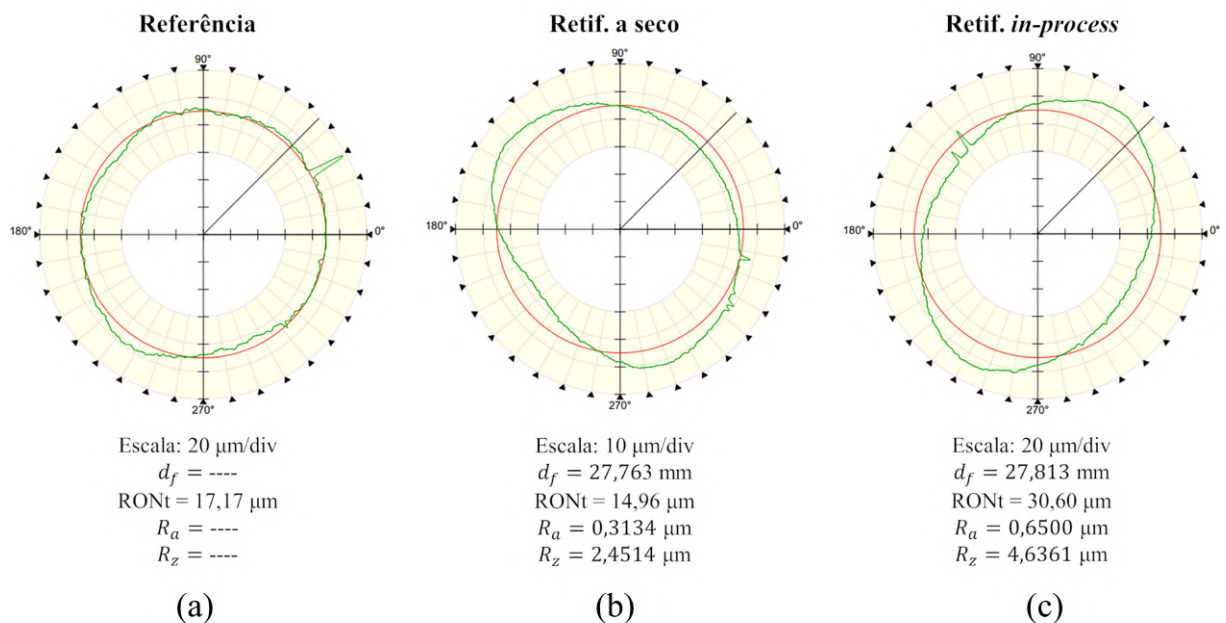 Referência
90°
180°
0°
270°
Escala: 20 μm/div
d_f = ----
RONt = 17,17 μm
R_a = ----
R_z = ----
(a)
Retif. a seco
90°
180°
0°
270°
Escala: 10 μm/div
d_f = 27,763 mm
RONt = 14,96 μm
R_a = 0,3134 μm
R_z = 2,4514 μm
(b)
Retif. in-process
90°
180°
0°
270°
Escala: 20 μm/div
d_f = 27,813 mm
RONt = 30,60 μm
R_a = 0,6500 μm
R_z = 4,6361 μm
(c)